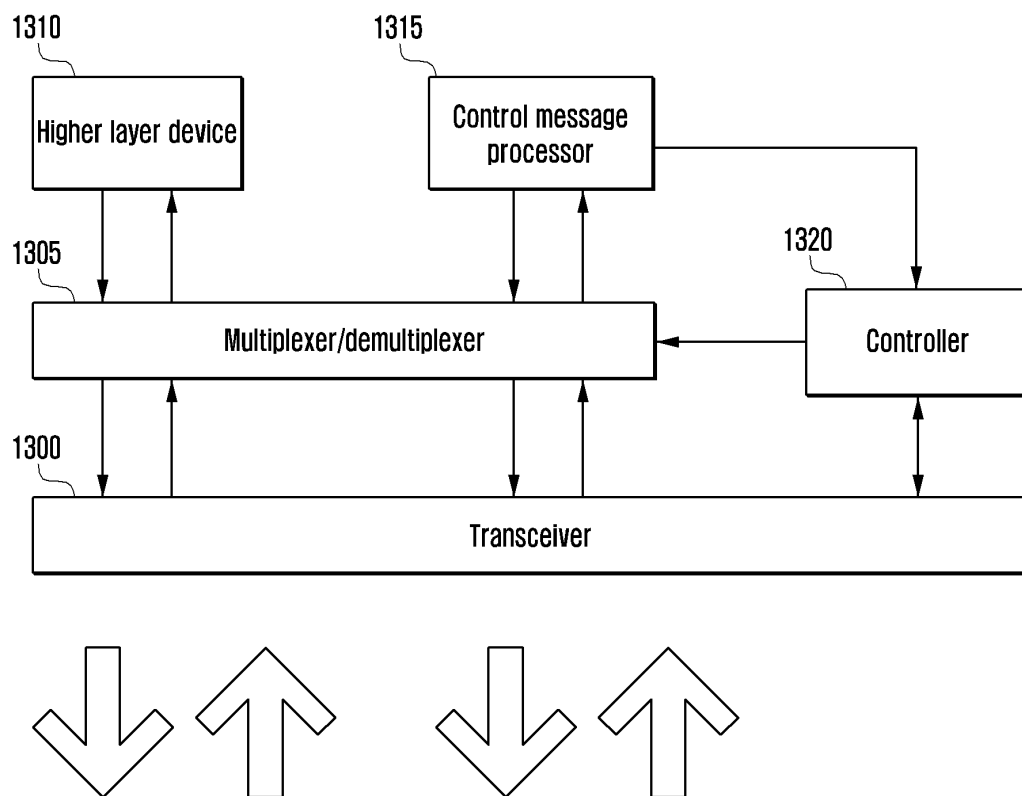 1310
1315
Higher layer device
Control message
processor
1305
1320
Multiplexer/demultiplexer
Controller
1300
Transceiver